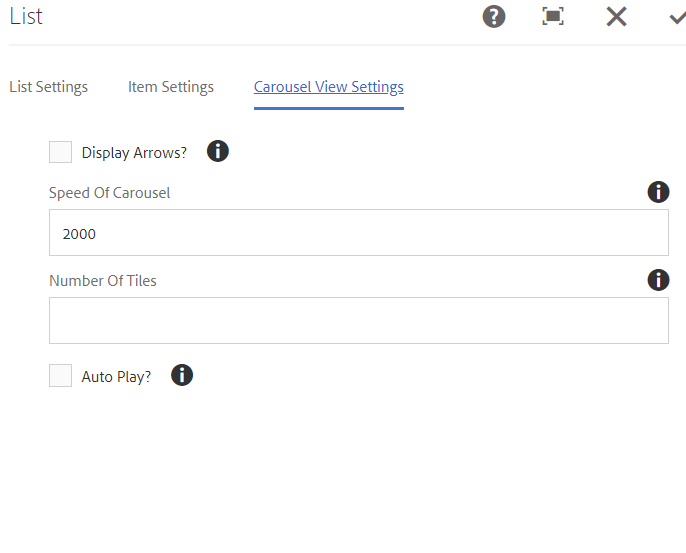 List
List Settings Item Settings Carousel View Settings
Display Arrows?
Speed Of Carousel
2000
Number Of Tiles
Auto Play?